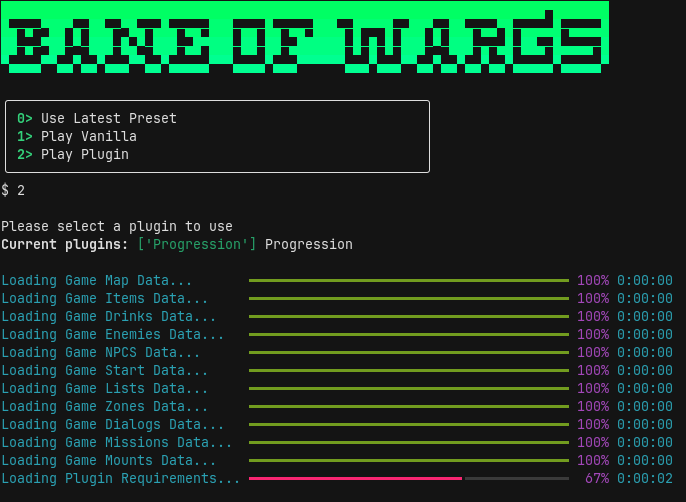 BANE-OF-WARGS
0> Use Latest Preset
1> Play Vanilla
2> Play Plugin
$ 2
Please select a plugin to use
Current plugins: ['Progression'] Progression
Loading Game Map Data... 100% 0:00:00
Loading Game Items Data... 100% 0:00:00
Loading Game Drinks Data... 100% 0:00:00
Loading Game Enemies Data... 100% 0:00:00
Loading Game NPCS Data... 100% 0:00:00
Loading Game Start Data... 100% 0:00:00
Loading Game Lists Data... 100% 0:00:00
Loading Game Zones Data... 100% 0:00:00
Loading Game Dialogs Data... 100% 0:00:00
Loading Game Missions Data... 100% 0:00:00
Loading Game Mounts Data... 100% 0:00:00
Loading Plugin Requirements... 67% 0:00:02